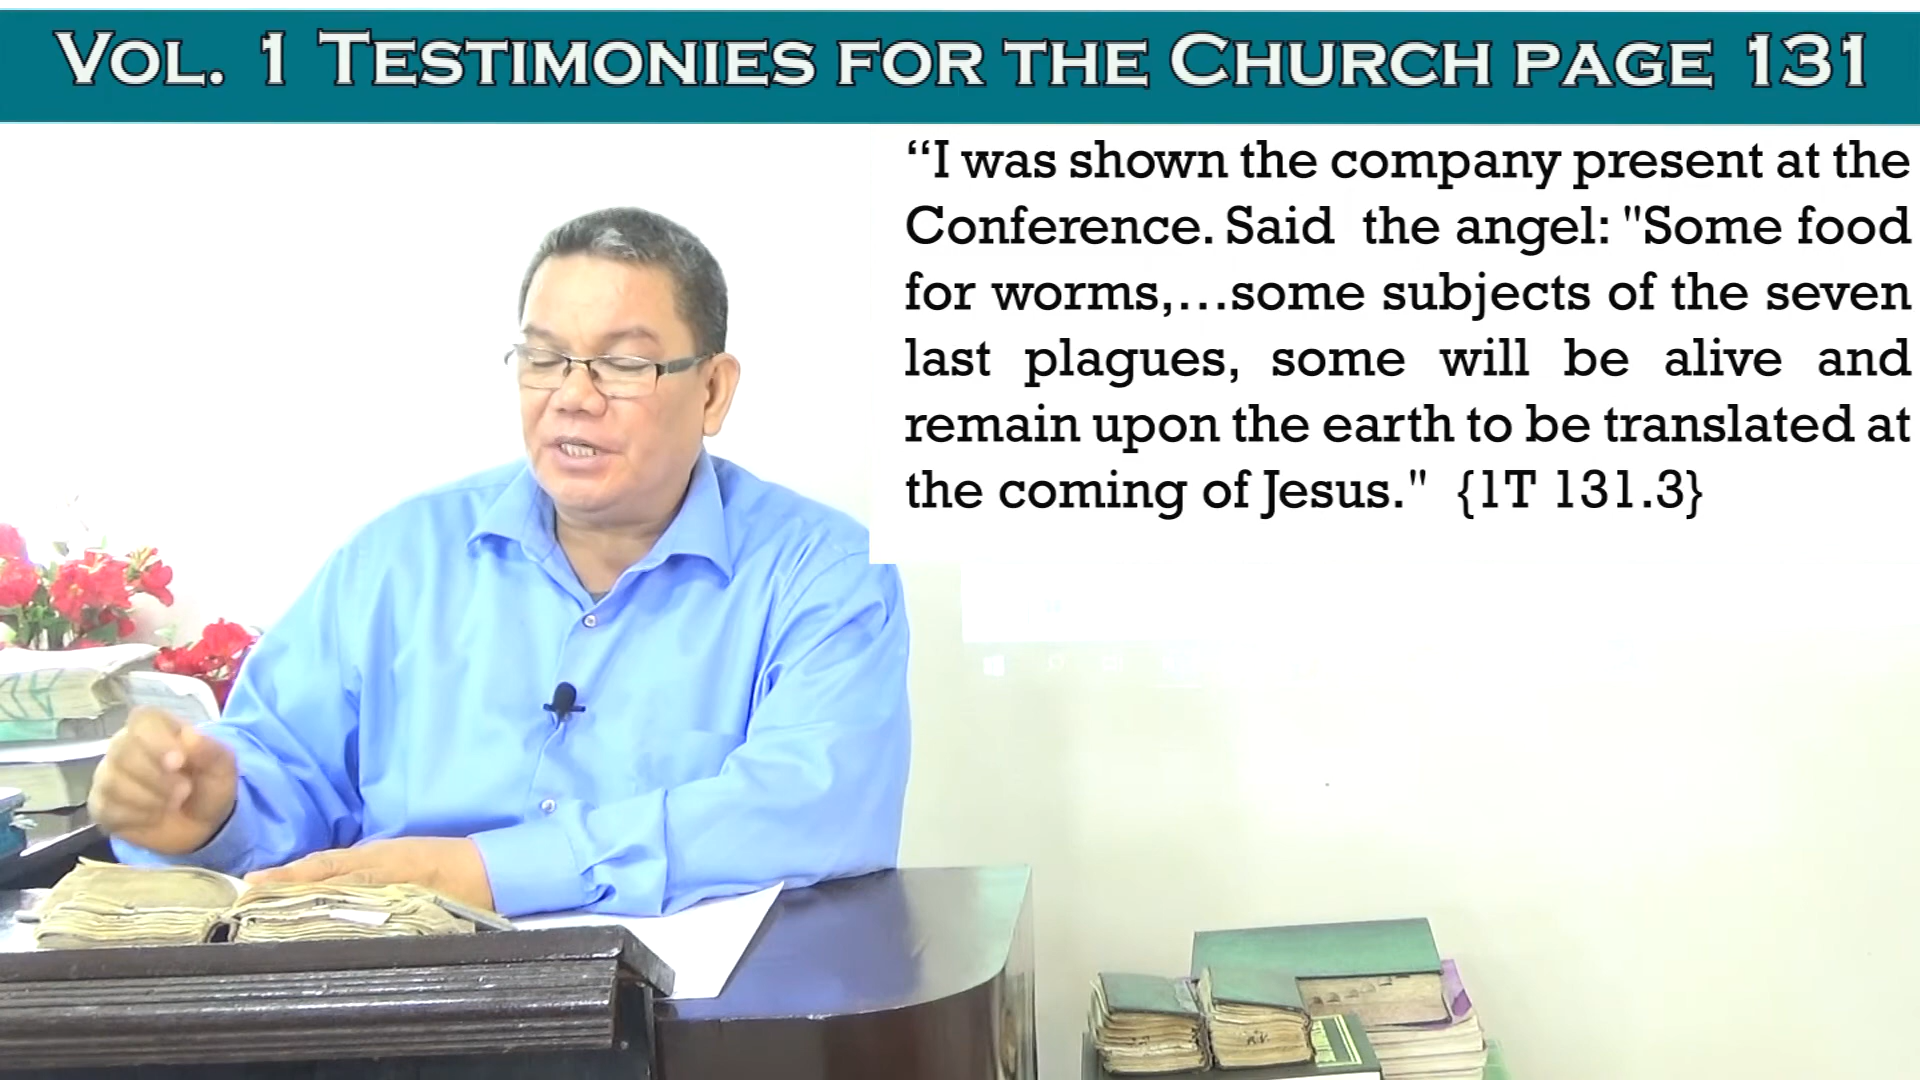 VOL. 1 TESTIMONIES FOR THE CHURCH PAGE 131
“I was shown the company present at the
Conference. Said the angel: "Some food
for worms,…some subjects of the seven
last plagues, some will be alive and
remain upon the earth to be translated at
the coming of Jesus." {1T 131.3}